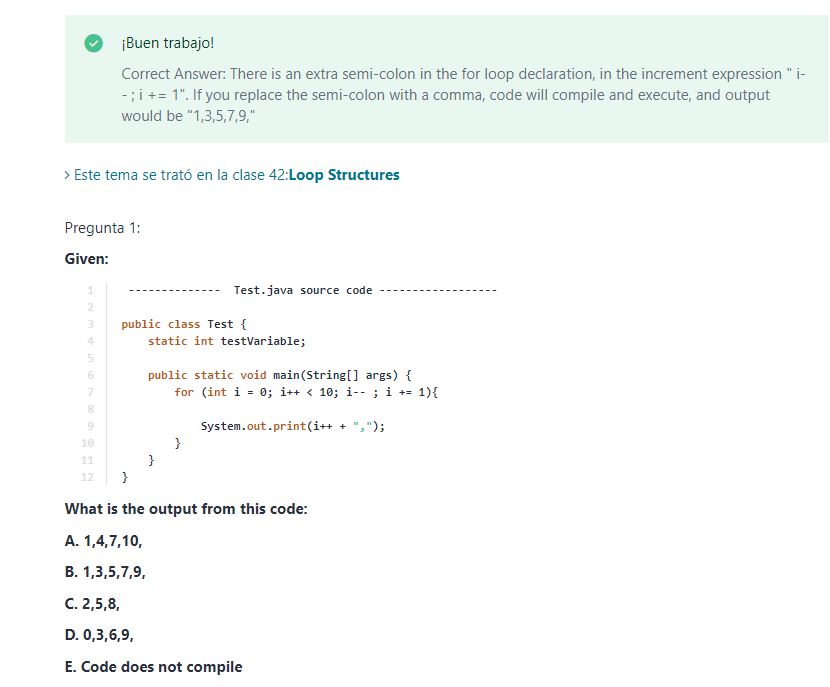 ¡Buen trabajo!
Correct Answer: There is an extra semi-colon in the for loop declaration, in the increment expression " i-
- ; i += 1". If you replace the semi-colon with a comma, code will compile and execute, and output
would be "1,3,5,7,9,"
> Este tema se trató en la clase 42:Loop Structures
Pregunta 1:
Given:
1 -------------- Test.java source code ------------------
2
3 public class Test {
4 static int testVariable;
5
6 public static void main(String[] args) {
7 for (int i = 0; i++ < 10; i-- ; i += 1){
8
9 System.out.print(i++ + ",");
10 }
11 }
12 }
What is the output from this code:
A. 1,4,7,10,
B. 1,3,5,7,9,
C. 2,5,8,
D. 0,3,6,9,
E. Code does not compile